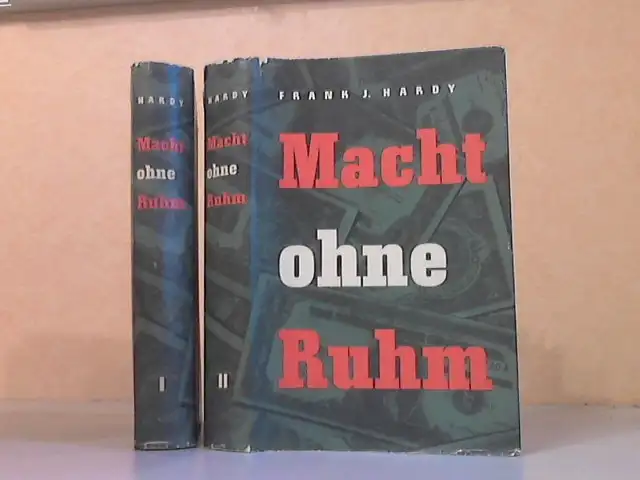 HARDY
Macht
ohne
Ruhm
I
HARDY
Macht
ohne
Ruhm
II
FRANK J. HARDY
Macht
ohne
Ruhm